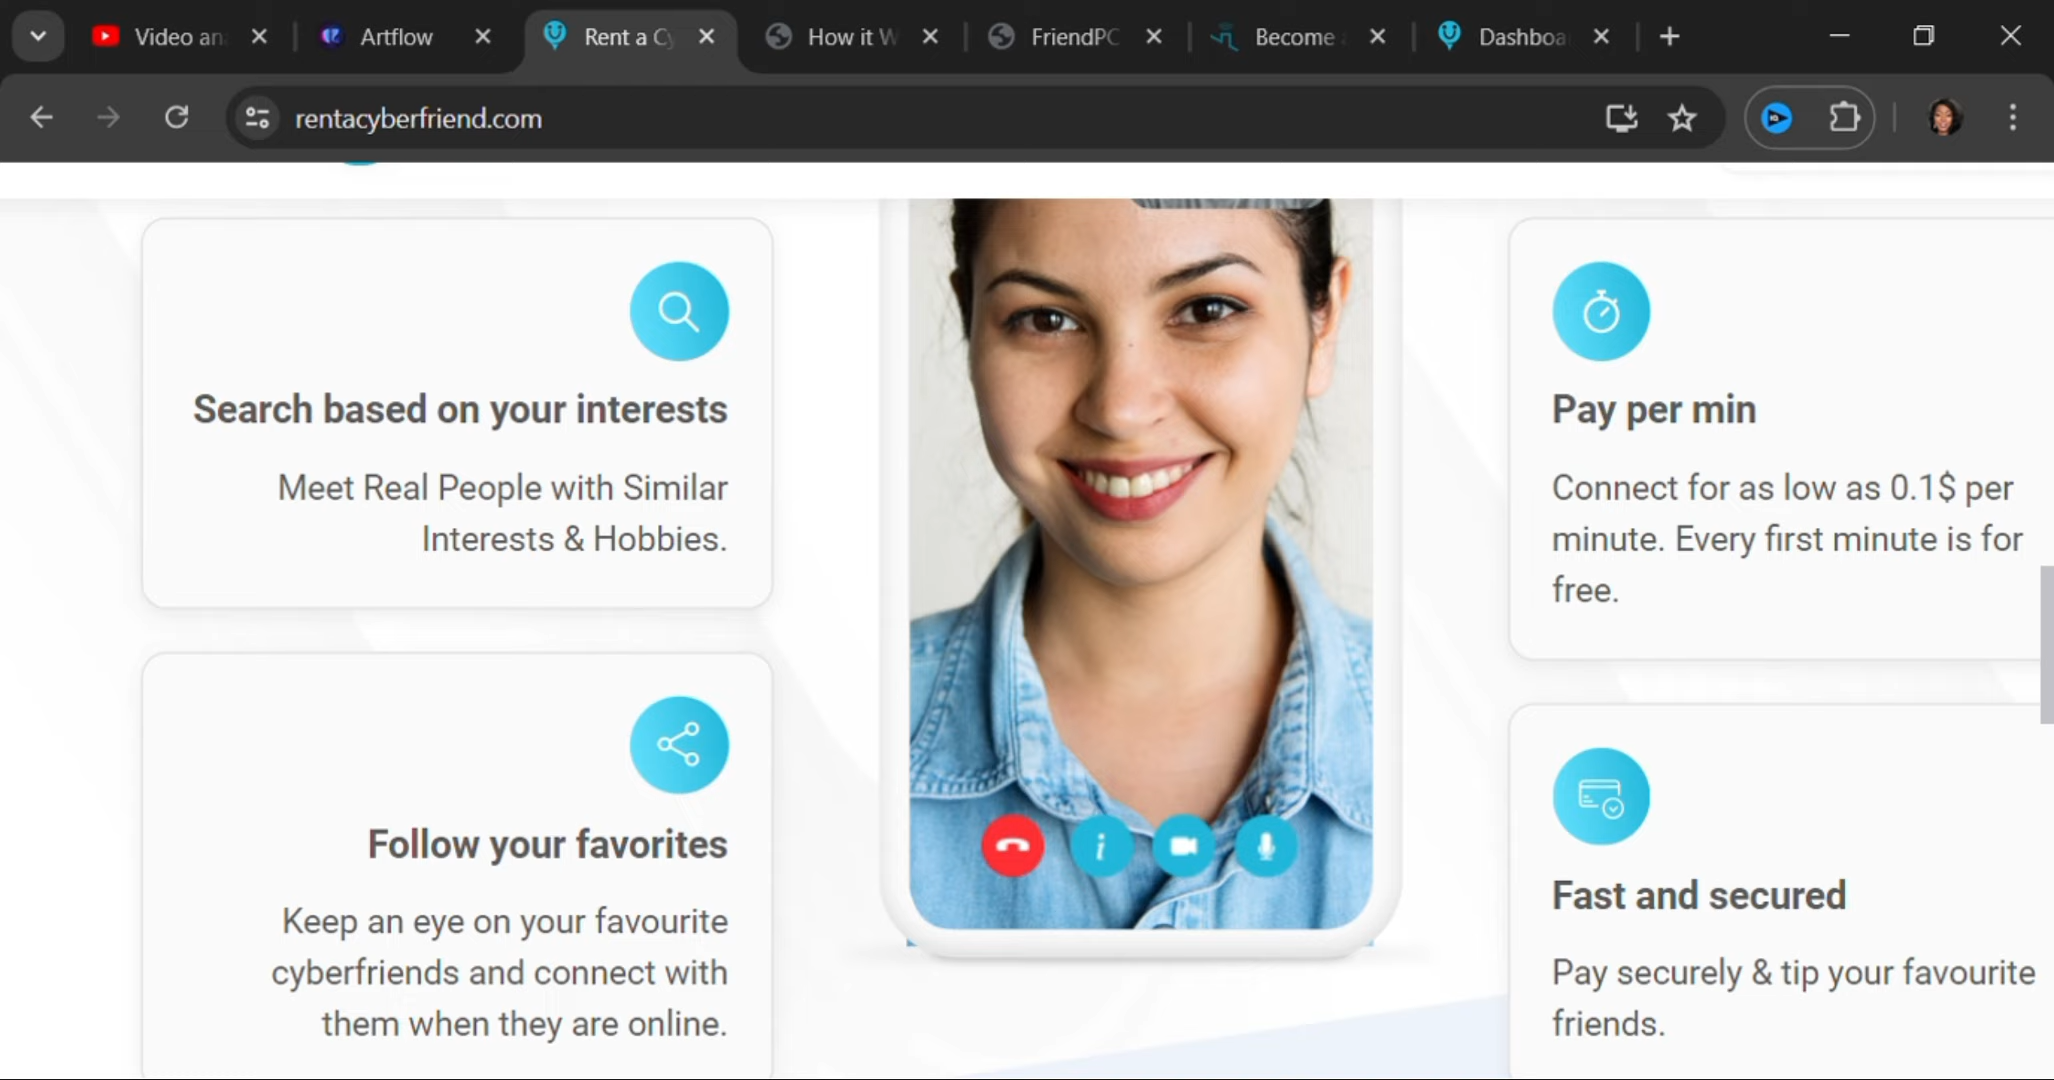 Video an
Artflow
Rent a Cy
How it W
FriendPC
Become a
Dashboa
rentacyberfriend.com
Search based on your interests
Meet Real People with Similar
Interests & Hobbies.
Follow your favorites
Keep an eye on your favourite
cyberfriends and connect with
them when they are online.
Pay per min
Connect for as low as 0.1$ per
minute. Every first minute is for
free.
Fast and secured
Pay securely & tip your favourite
friends.